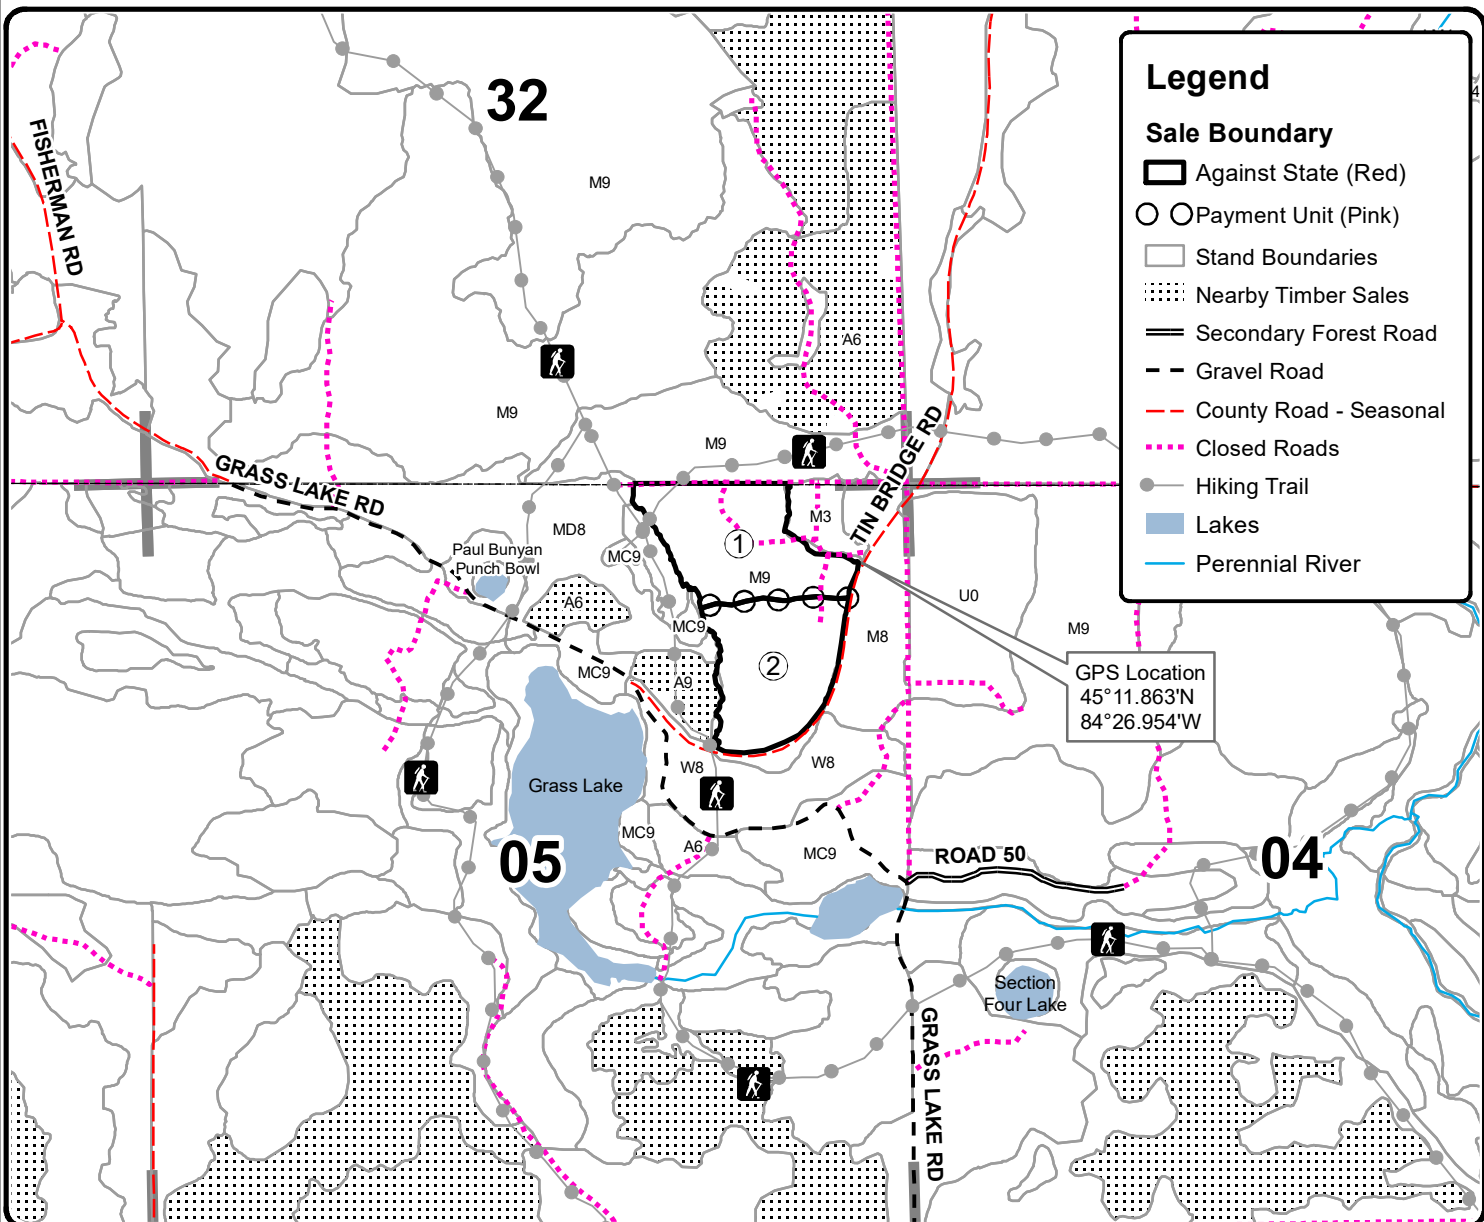 32
FISHERMAN RD
M9
Legend
Sale Boundary
Against State (Red)
Payment Unit (Pink)
Stand Boundaries
Nearby Timber Sales
Secondary Forest Road
Gravel Road
County Road - Seasonal
Closed Roads
Hiking Trail
Lakes
Perennial River
4
A6
M9
M9
TIN BRIDGE RD
GRASS LAKE RD
MD8
M3
1
Paul Bunyan
Punch Bowl
MC9
M9
A6
U0
MC9
M8
M9
2
MC9
A9
GPS Location
45°11.863'N
84°26.954'W
W8
W8
Grass Lake
MC9
A6
MC9
ROAD 50
05
04
Section
Four Lake
GRASS LAKE RD